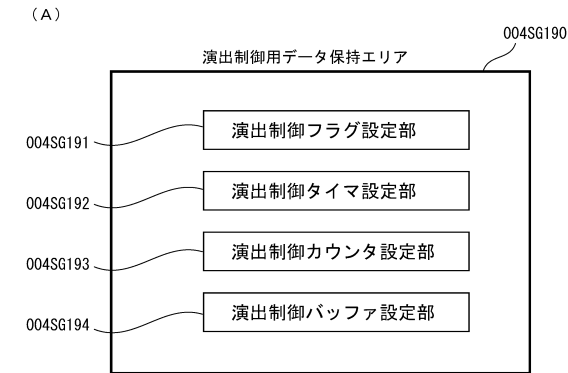 （A）
004SG190
演出制御用データ保持エリア
演出制御フラグ設定部
004SG191
演出制御タイマ設定部
004SG192
演出制御カウンタ設定部
004SG193
演出制御バッファ設定部
004SG194